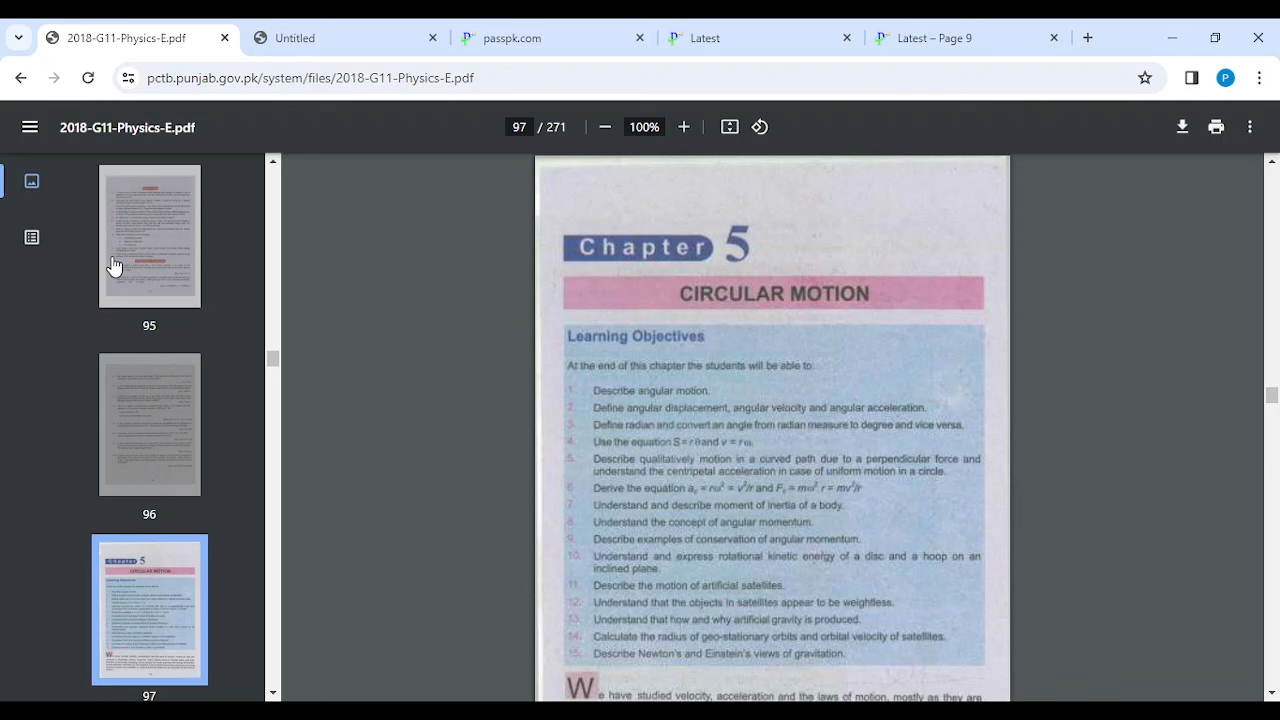 2018-G11-Physics-E.pdf
Untitled
passpk.com
Latest
Latest – Page 9
pctb.punjab.gov.pk/system/files/2018-G11-Physics-E.pdf
P
2018-G11-Physics-E.pdf
97 / 271
100%
95
96
97
Chapter 5
CIRCULAR MOTION
Learning Objectives
At the end of this chapter the students will be able to:
1. Describe angular motion.
2. Define angular displacement, angular velocity and angular acceleration.
3. Define radian and convert an angle from radian measure to degree and vice versa.
4. Use the equation S = r θ and v = r ω.
5. Describe qualitatively motion in a curved path due to a perpendicular force and
understand the centripetal acceleration in case of uniform motion in a circle.
6. Derive the equation a꜀ = rω² = v²/r and F꜀ = mω² r = mv²/r
7. Understand and describe moment of inertia of a body.
8. Understand the concept of angular momentum.
9. Describe examples of conservation of angular momentum.
10. Understand and express rotational kinetic energy of a disc and a hoop on an
inclined plane.
11. Describe the motion of artificial satellites.
2. Understand that the objects in satellites appear to be weightless.
Understand that how and why artificial gravity is produced.
Calculate the radius of geo-stationary orbits and orbital velocity of satellites.
Describe Newton's and Einstein's views of gravitation.
We have studied velocity, acceleration and the laws of motion, mostly as they are